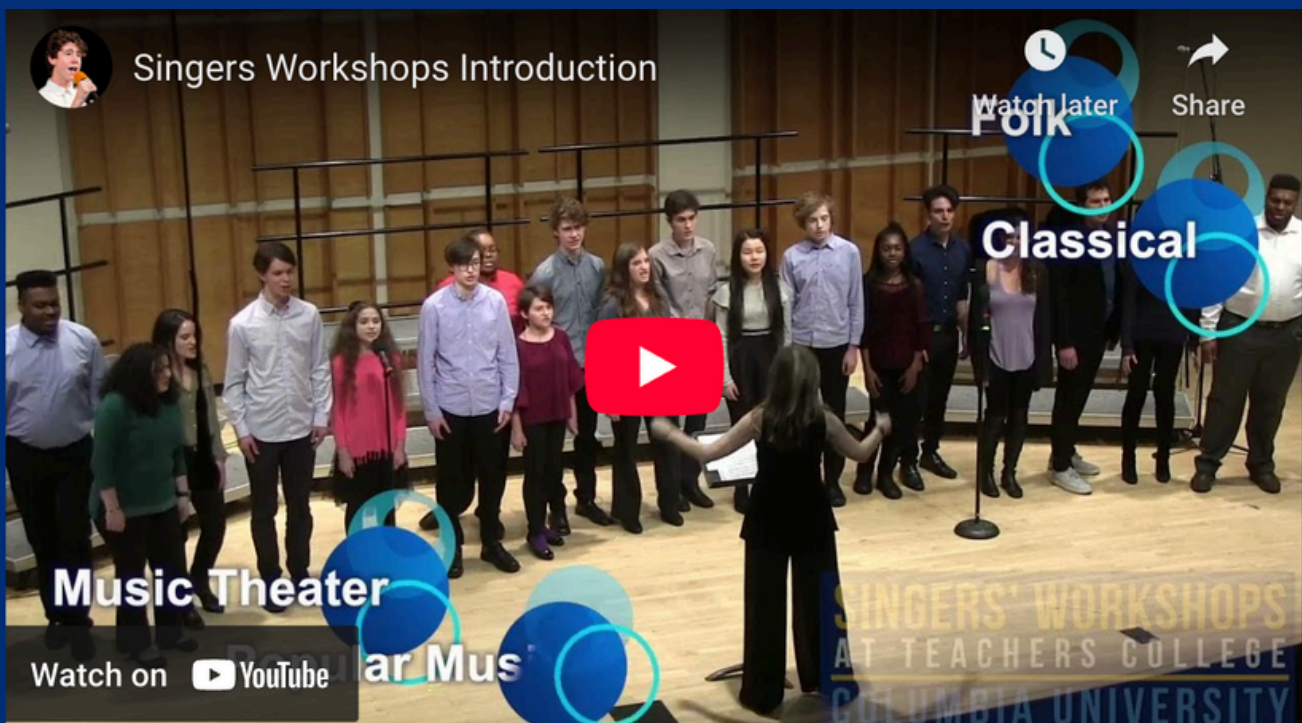 Singers Workshops Introduction
Watch later
Share
Folk
Classical
Music Theater
Popular Mus
Watch on YouTube
SINGERS' WORKSHOPS
AT TEACHERS COLLEGE
COLUMBIA UNIVERSITY